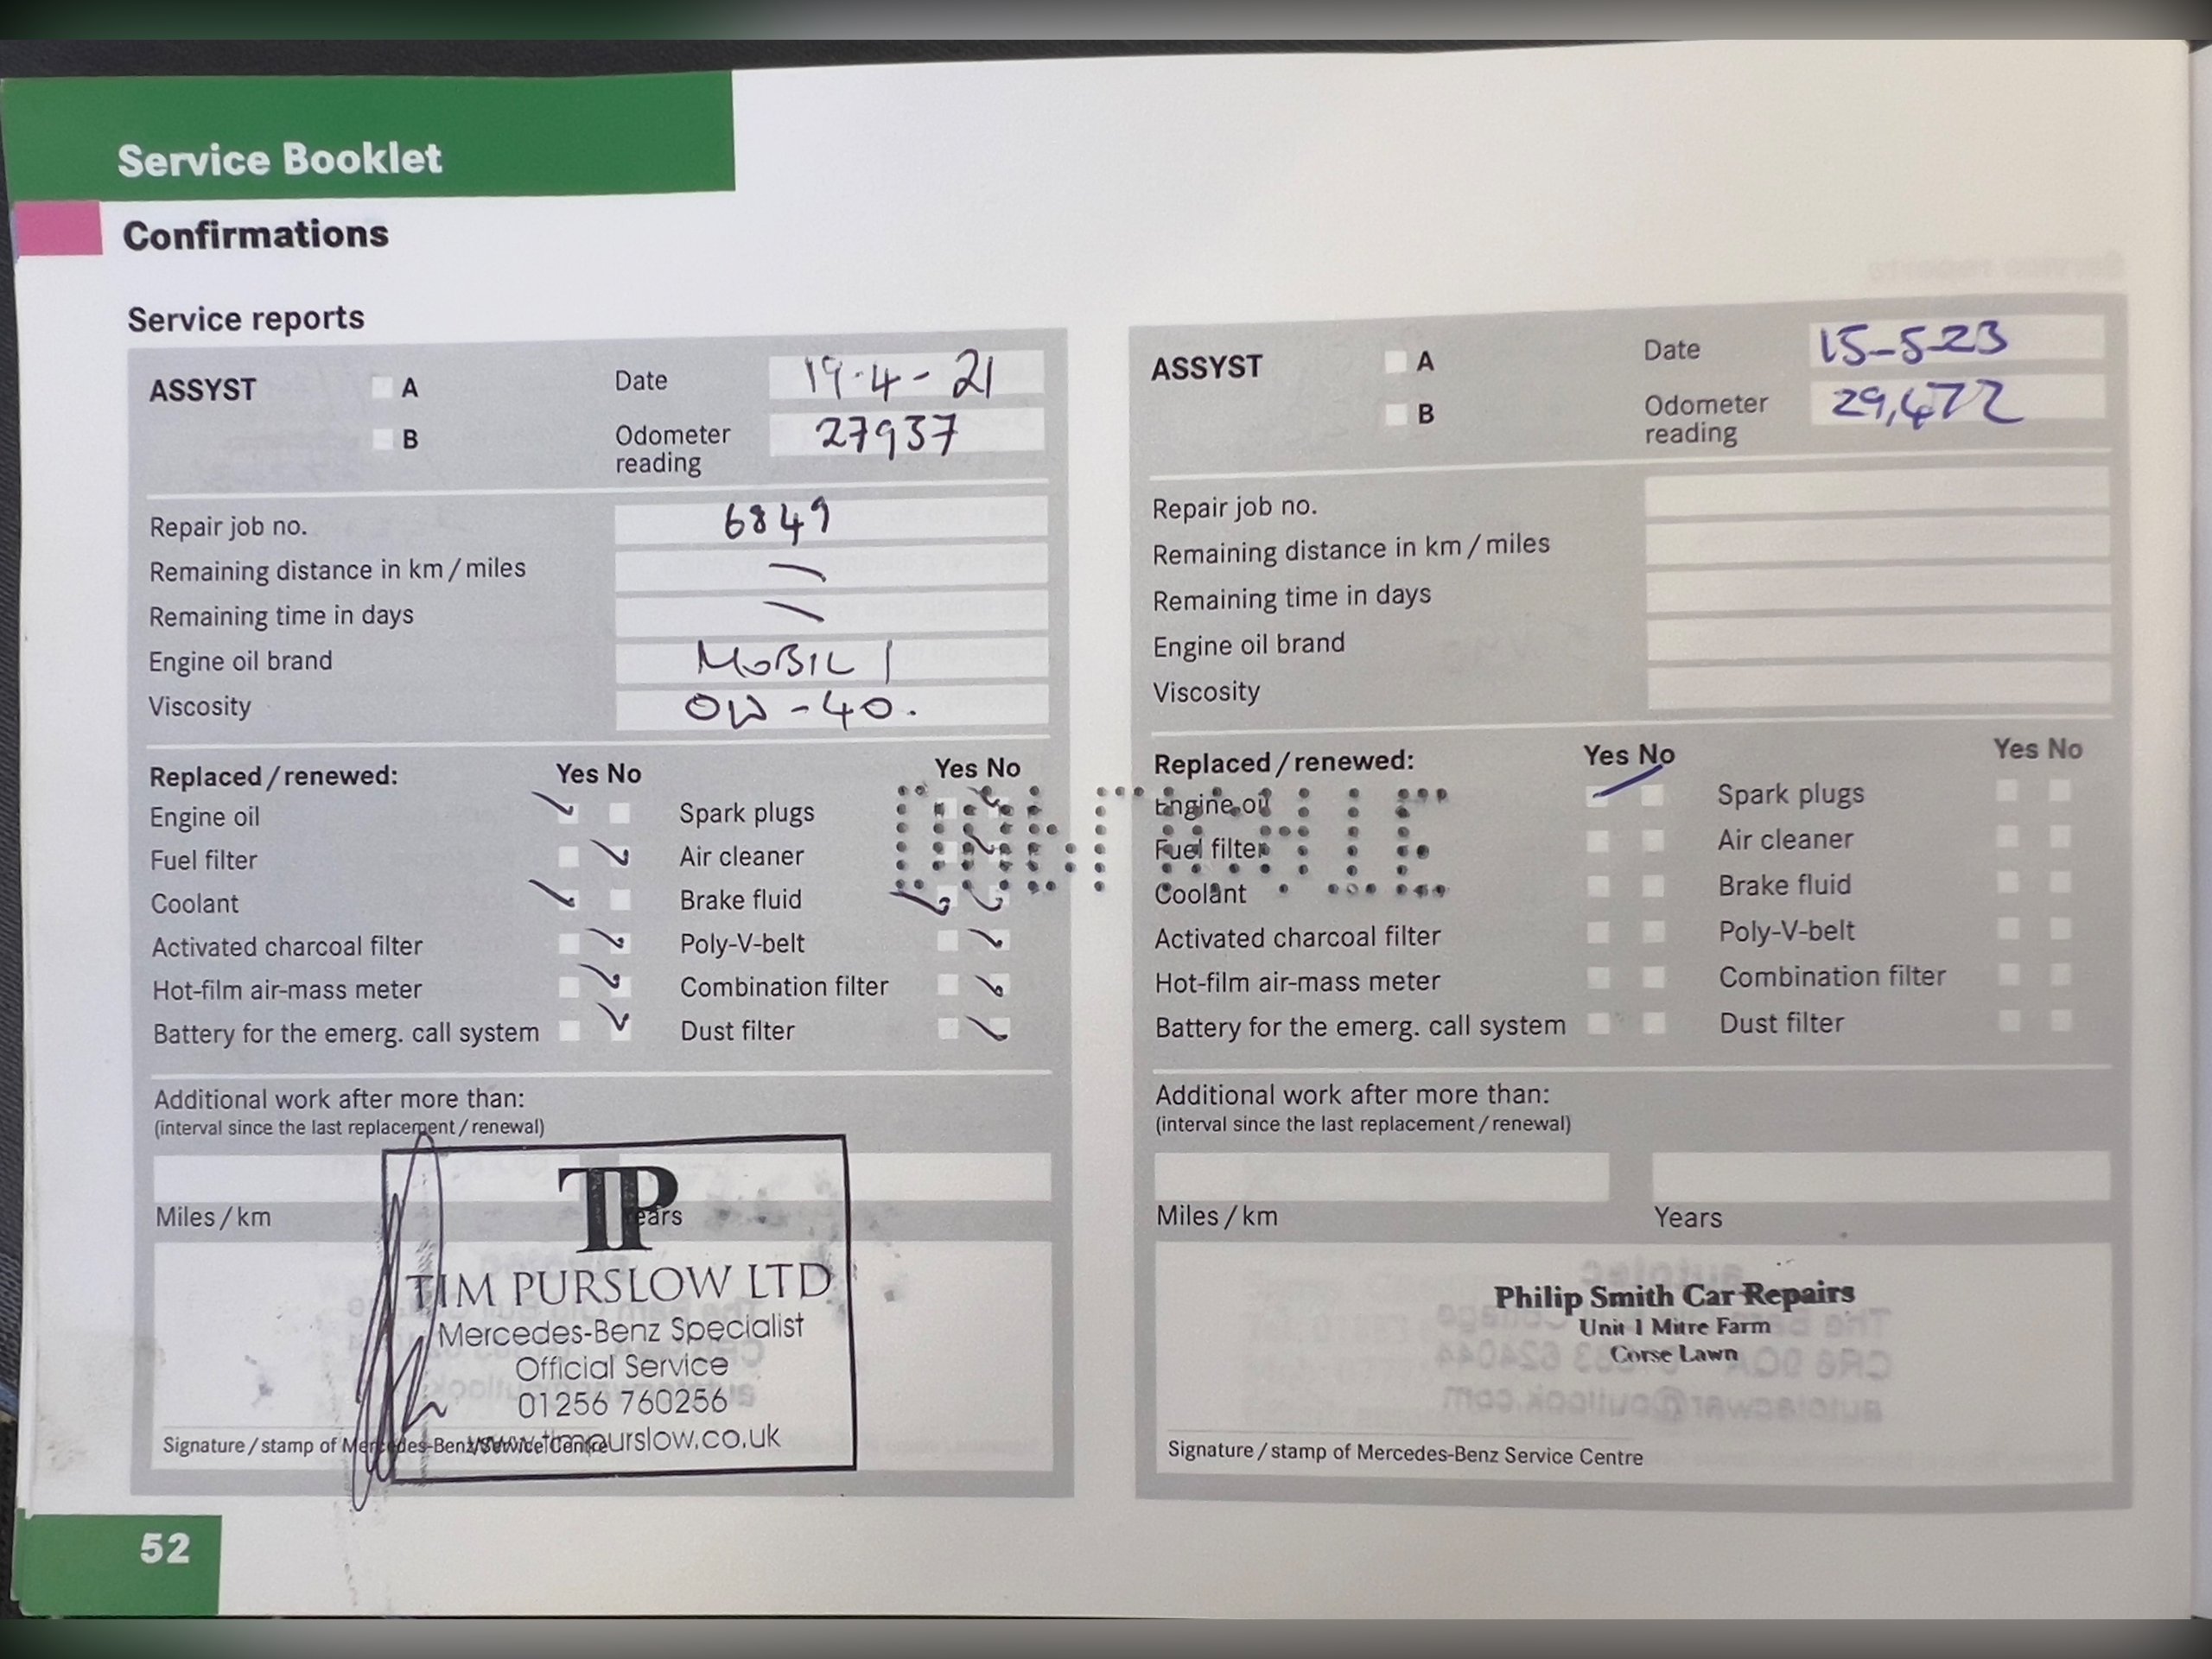 Service Booklet
Confirmations
Service reports
ASSYST A B
Date 19-4-21
Odometer reading 27937
Repair job no. 6849
Remaining distance in km / miles —
Remaining time in days —
Engine oil brand MOBIL 1
Viscosity 0W-40.
Replaced / renewed: Yes No Yes No
Engine oil Spark plugs
Fuel filter Air cleaner
Coolant Brake fluid
Activated charcoal filter Poly-V-belt
Hot-film air-mass meter Combination filter
Battery for the emerg. call system Dust filter
Additional work after more than:
(interval since the last replacement / renewal)
Miles / km Years
TP
TIM PURSLOW LTD
Mercedes-Benz Specialist
Official Service
01256 760256
www.timpurslow.co.uk
Signature / stamp of Mercedes-Benz Service Centre
52
ASSYST A B
Date 15-5-23
Odometer reading 29,472
Repair job no.
Remaining distance in km / miles
Remaining time in days
Engine oil brand
Viscosity
Replaced / renewed: Yes No Yes No
Engine oil Spark plugs
Fuel filter Air cleaner
Coolant Brake fluid
Activated charcoal filter Poly-V-belt
Hot-film air-mass meter Combination filter
Battery for the emerg. call system Dust filter
Additional work after more than:
(interval since the last replacement / renewal)
Miles / km Years
Philip Smith Car Repairs
Unit 1 Mitre Farm
Corse Lawn
Signature / stamp of Mercedes-Benz Service Centre